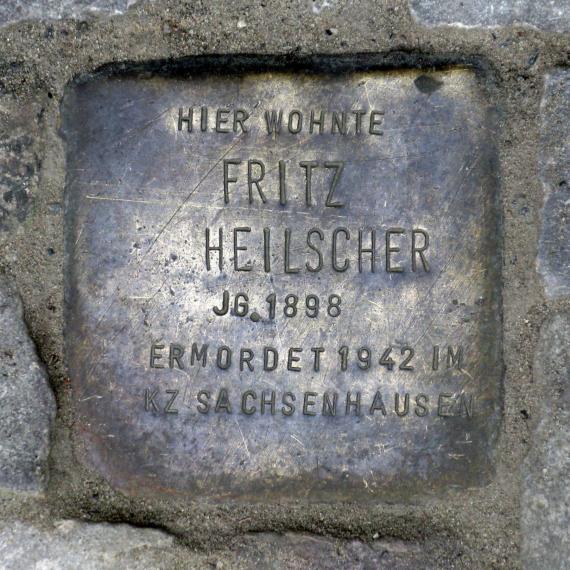 HIER WOHNTE
FRITZ
HEILSCHER
JG. 1898
ERMORDET 1942 IM
KZ SACHSENHAUSEN